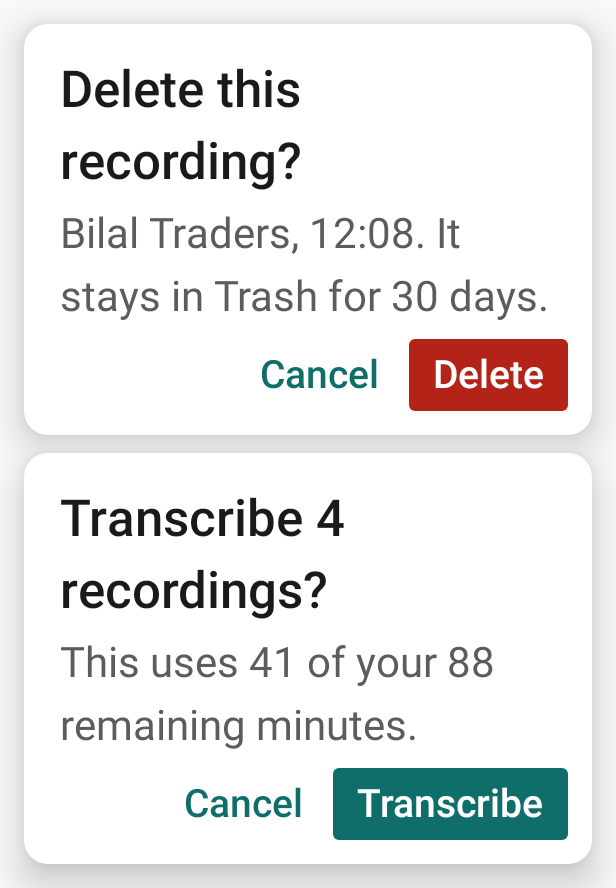 Delete this
recording?
Bilal Traders, 12:08. It
stays in Trash for 30 days.
Cancel Delete
Transcribe 4
recordings?
This uses 41 of your 88
remaining minutes.
Cancel Transcribe